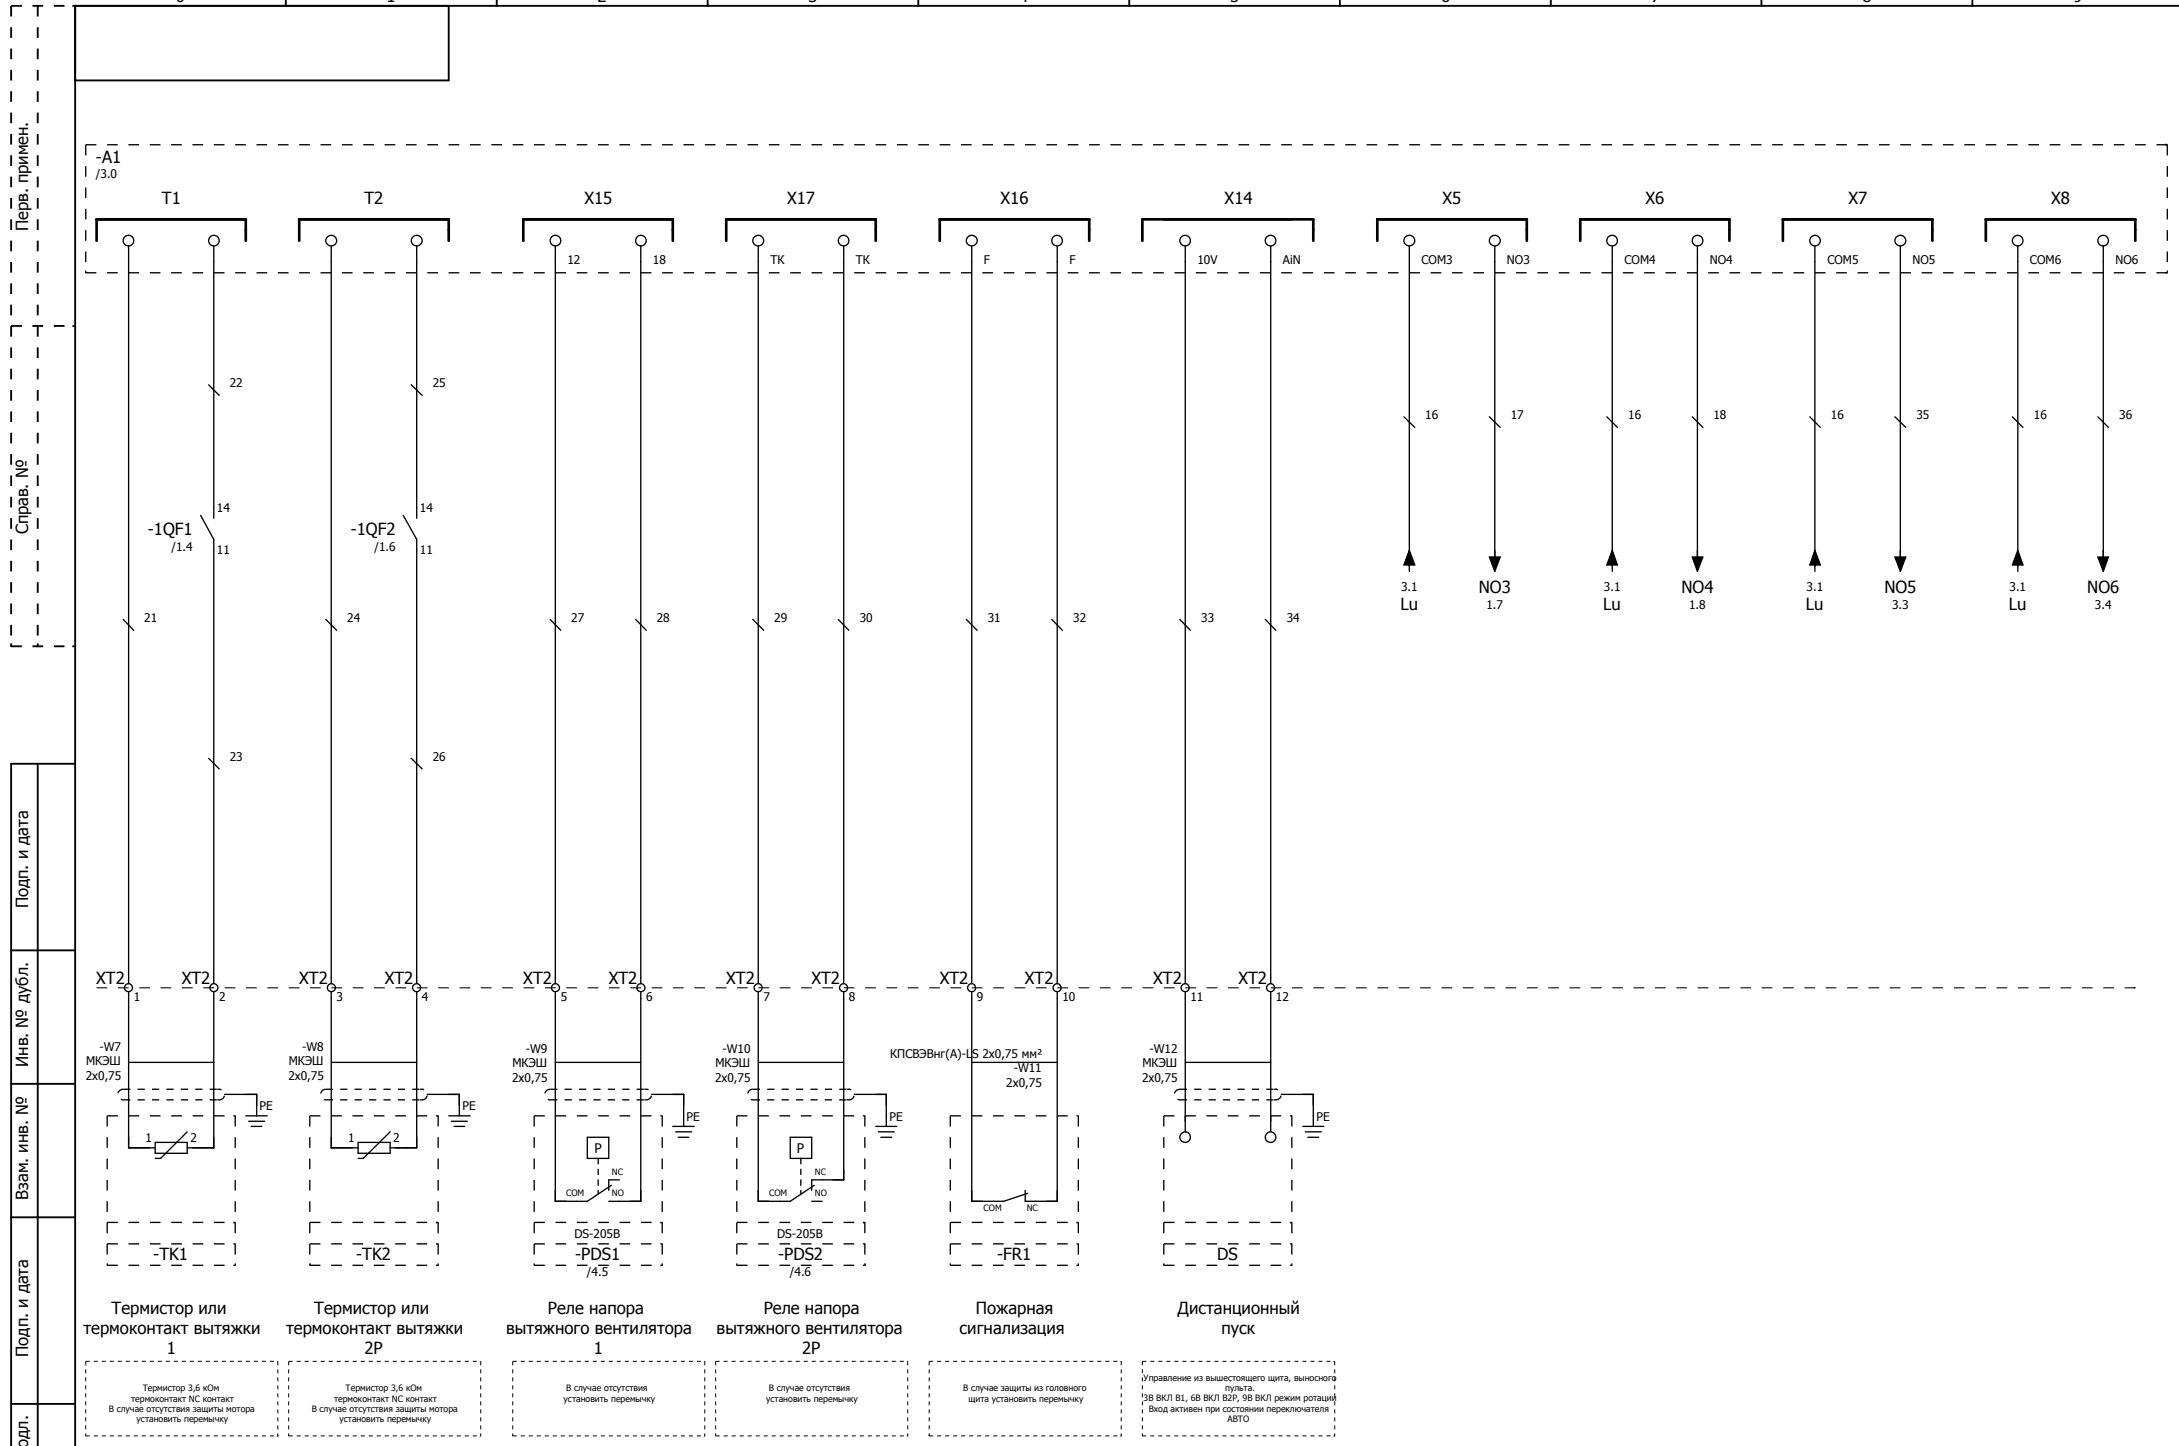 Перв. примен.
Справ. №
Подп. и дата
Инв. № дубл.
Взам. инв. №
Подп. и дата
-A1
/3.0
T1 T2 X15 X17 X16 X14 X5 X6 X7 X8
12 18 TK TK F F 10V AiN COM3 NO3 COM4 NO4 COM5 NO5 COM6 NO6
22 25
16 17 16 18 16 35 16 36
14 14
-1QF1 -1QF2
/1.4 11 /1.6 11
3.1 NO3 3.1 NO4 3.1 NO5 3.1 NO6
Lu 1.7 Lu 1.8 Lu 3.3 Lu 3.4
21 24 27 28 29 30 31 32 33 34
23 26
XT2 XT2 XT2 XT2 XT2 XT2 XT2 XT2 XT2 XT2 XT2 XT2
1 2 3 4 5 6 7 8 9 10 11 12
-W7
МКЭШ
2x0,75
-W8
МКЭШ
2x0,75
-W9
МКЭШ
2x0,75
-W10
МКЭШ
2x0,75
КПСВЭВнг(А)-LS 2x0,75 мм²
-W11
2x0,75
-W12
МКЭШ
2x0,75
PE PE PE PE PE
1 2 1 2 P P
NC NC
COM NO COM NO
COM NC
DS-205B DS-205B
-TK1 -TK2 -PDS1 -PDS2 -FR1 DS
/4.5 /4.6
Термистор или
термоконтакт вытяжки
1
Термистор или
термоконтакт вытяжки
2Р
Реле напора
вытяжного вентилятора
1
Реле напора
вытяжного вентилятора
2Р
Пожарная
сигнализация
Дистанционный
пуск
Термистор 3,6 кОм
термоконтакт NC контакт
В случае отсутствия защиты мотора
установить перемычку
Термистор 3,6 кОм
термоконтакт NC контакт
В случае отсутствия защиты мотора
установить перемычку
В случае отсутствия
установить перемычку
В случае отсутствия
установить перемычку
В случае защиты из головного
щита установить перемычку
Управление из вышестоящего щита, выносного
пульта.
3В ВКЛ В1, 6В ВКЛ В2Р, 9В ВКЛ режим ротации
Вход активен при состоянии переключателя
АВТО